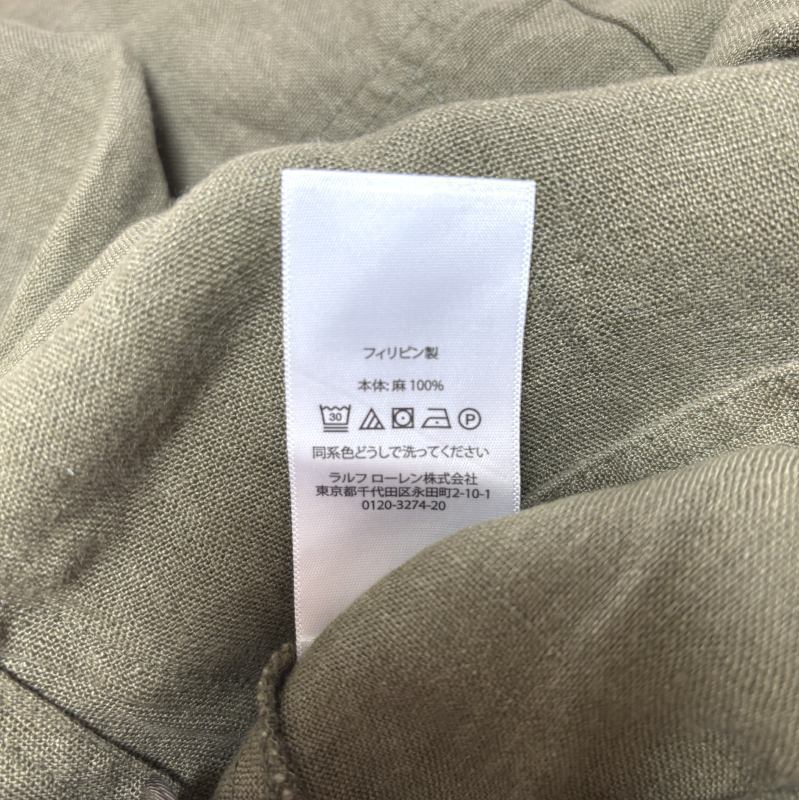 フィリピン製
本体: 麻 100%
30 P
同系色どうしで洗ってください
ラルフ ローレン株式会社
東京都千代田区永田町2-10-1
0120-3274-20